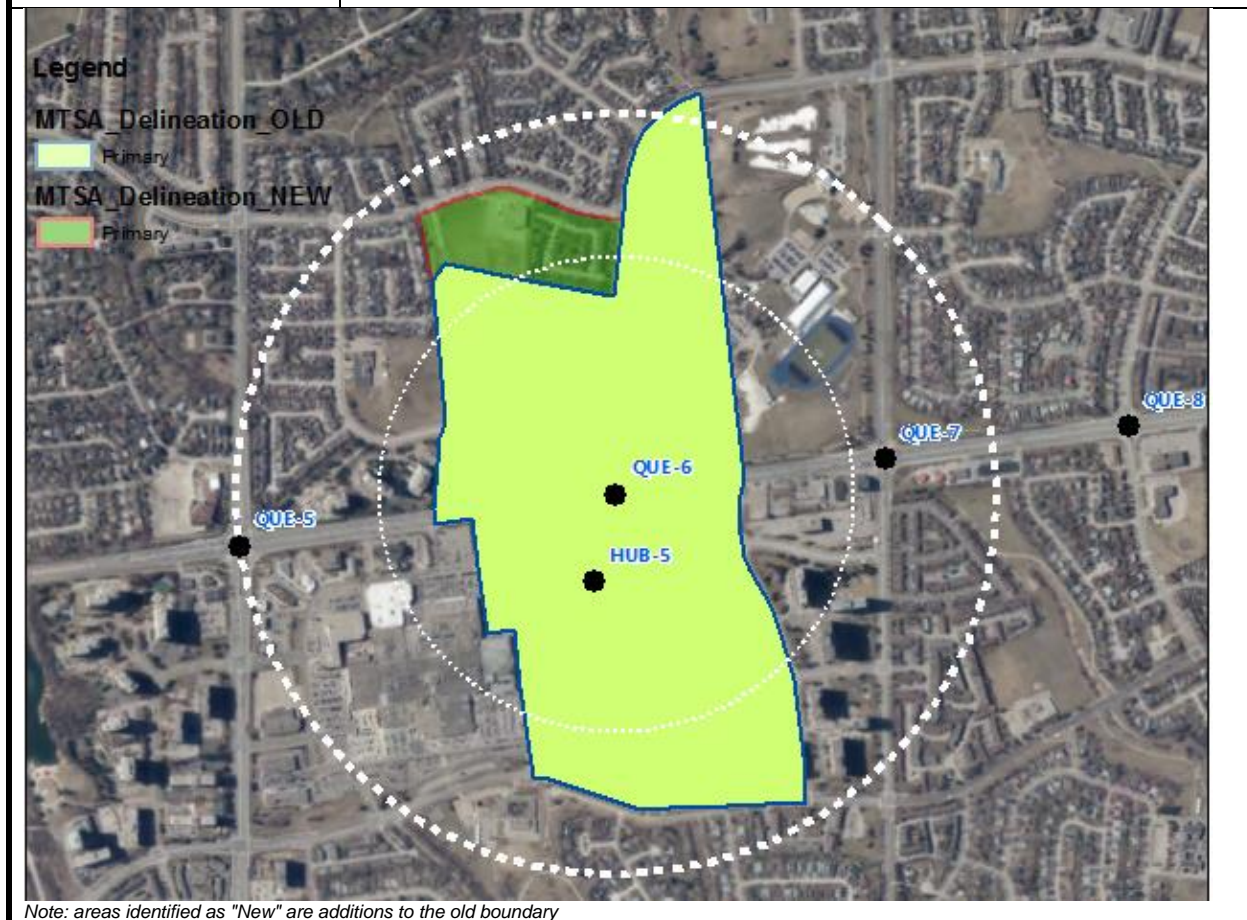 Legend
MTSA_Delineation_OLD
Primary
MTSA_Delineation_NEW
Primary
QUE-8
QUE-7
QUE-6
QUE-5
HUB-5
Note: areas identified as "New" are additions to the old boundary